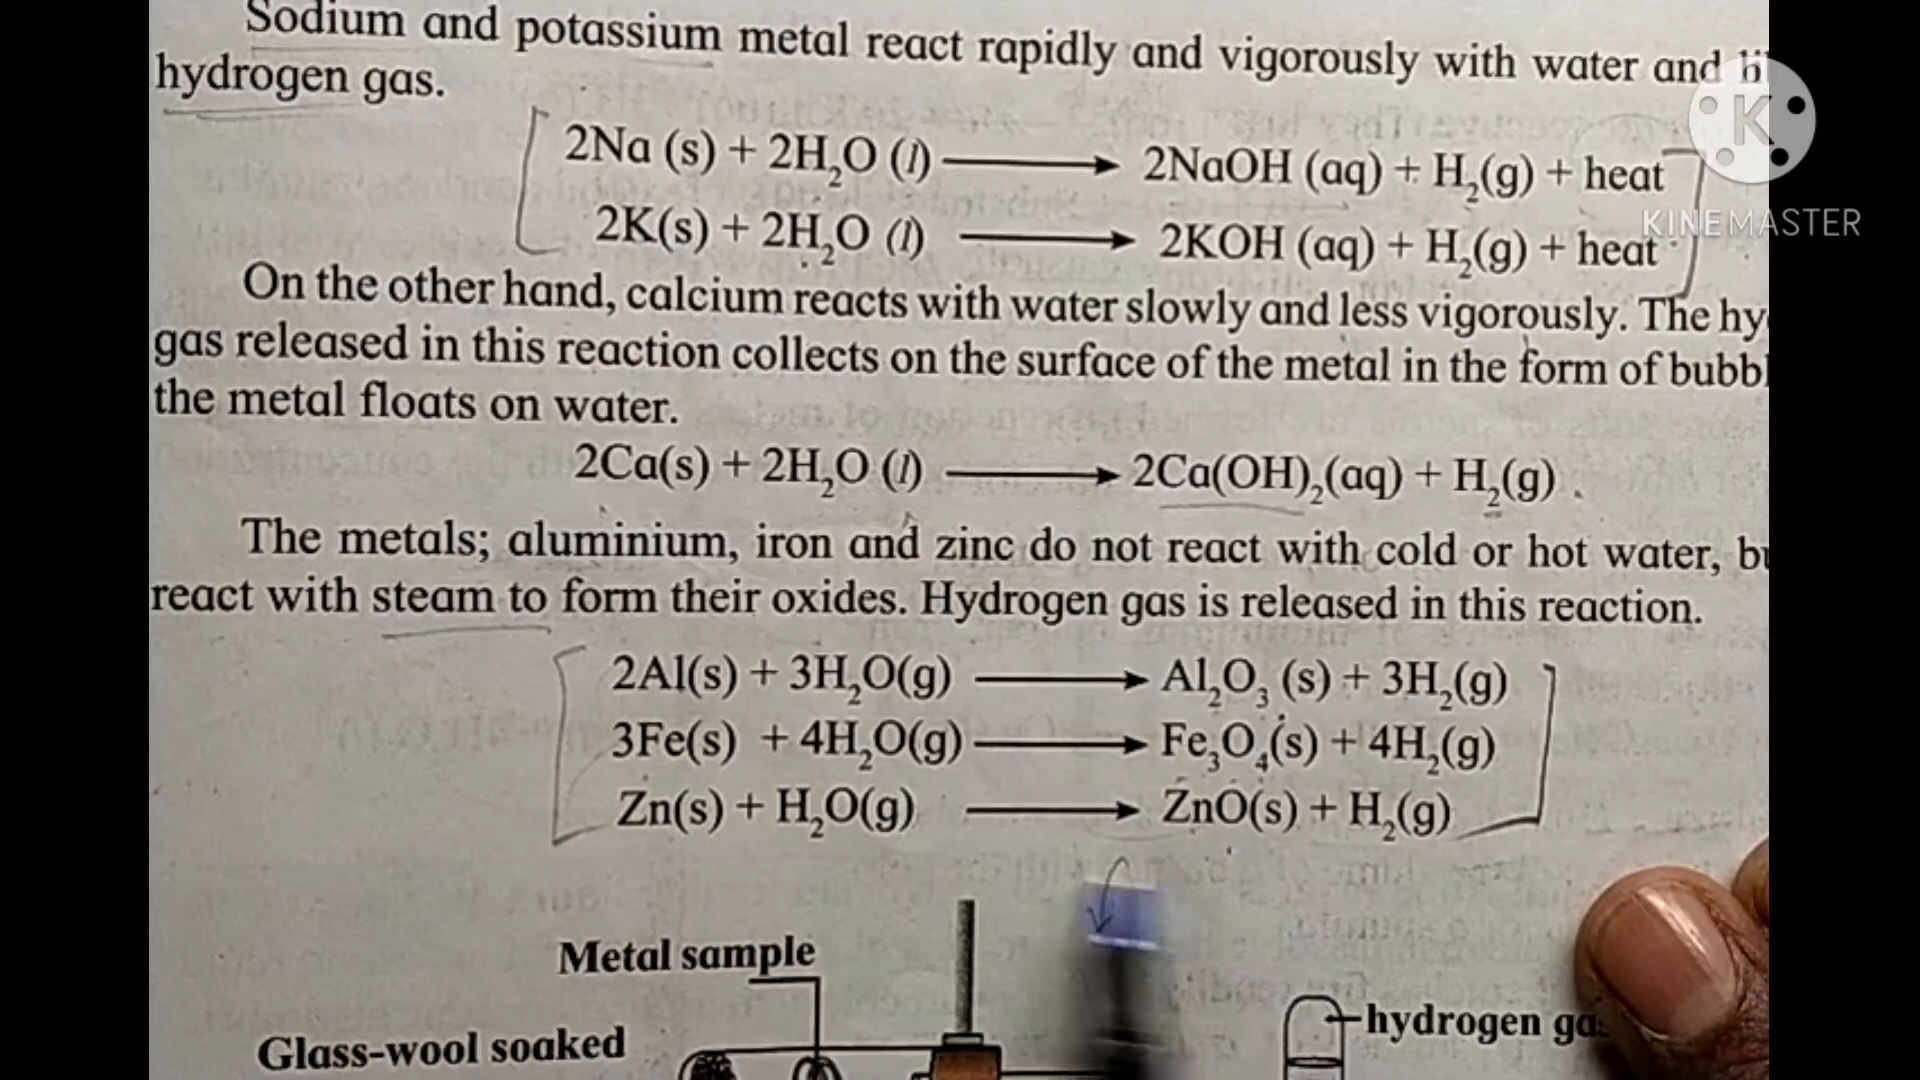 Sodium and potassium metal react rapidly and vigorously with water and
hydrogen gas.
2Na (s) + 2H₂O (l) ⟶ 2NaOH (aq) + H₂(g) + heat
2K(s) + 2H₂O (l) ⟶ 2KOH (aq) + H₂(g) + heat
KINEMASTER
On the other hand, calcium reacts with water slowly and less vigorously. The
gas released in this reaction collects on the surface of the metal in the form of
the metal floats on water.
2Ca(s) + 2H₂O (l) ⟶ 2Ca(OH)₂(aq) + H₂(g)
The metals; aluminium, iron and zinc do not react with cold or hot water,
react with steam to form their oxides. Hydrogen gas is released in this reaction.
2Al(s) + 3H₂O(g) ⟶ Al₂O₃ (s) + 3H₂(g)
3Fe(s) + 4H₂O(g) ⟶ Fe₃O₄(s) + 4H₂(g)
Zn(s) + H₂O(g) ⟶ ZnO(s) + H₂(g)
Metal sample
Glass-wool soaked
hydrogen